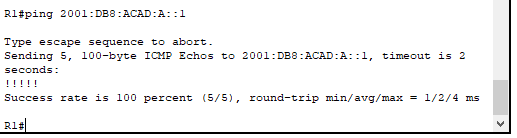 R1#ping 2001:DB8:ACAD:A::1
Type escape sequence to abort.
Sending 5, 100-byte ICMP Echos to 2001:DB8:ACAD:A::1, timeout is 2
seconds:
!!!!!
Success rate is 100 percent (5/5), round-trip min/avg/max = 1/2/4 ms
R1#